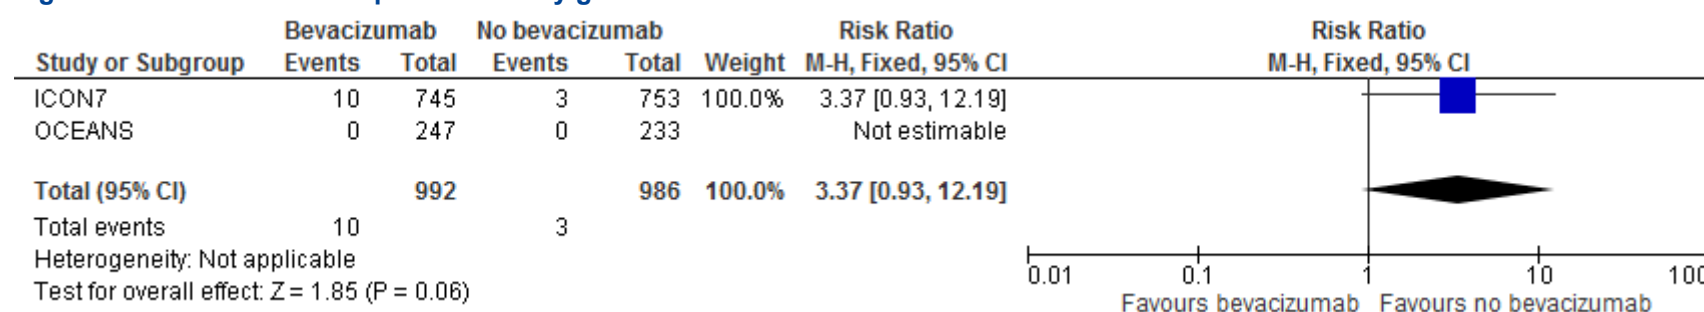 Bevacizumab No bevacizumab Risk Ratio Risk Ratio
Study or Subgroup Events Total Events Total Weight M-H, Fixed, 95% CI M-H, Fixed, 95% CI
ICON7 10 745 3 753 100.0% 3.37 [0.93, 12.19]
OCEANS 0 247 0 233 Not estimable
Total (95% CI) 992 986 100.0% 3.37 [0.93, 12.19]
Total events 10 3
Heterogeneity: Not applicable
Test for overall effect: Z = 1.85 (P = 0.06)
0.01 0.1 1 10 100
Favours bevacizumab Favours no bevacizumab